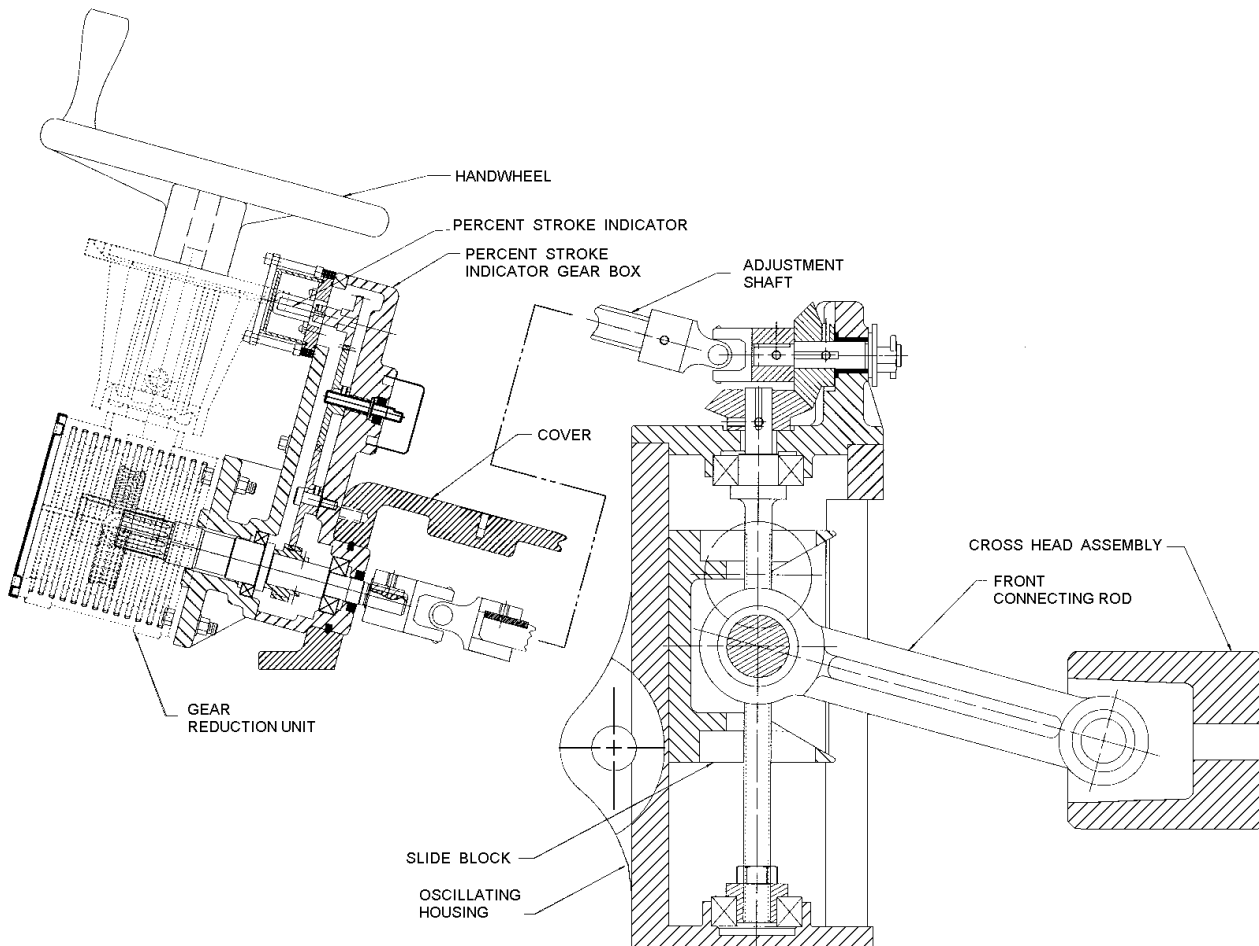 HANDWHEEL
PERCENT STROKE INDICATOR
PERCENT STROKE
INDICATOR GEAR BOX
ADJUSTMENT
SHAFT
COVER
CROSS HEAD ASSEMBLY
FRONT
CONNECTING ROD
GEAR
REDUCTION UNIT
SLIDE BLOCK
OSCILLATING
HOUSING